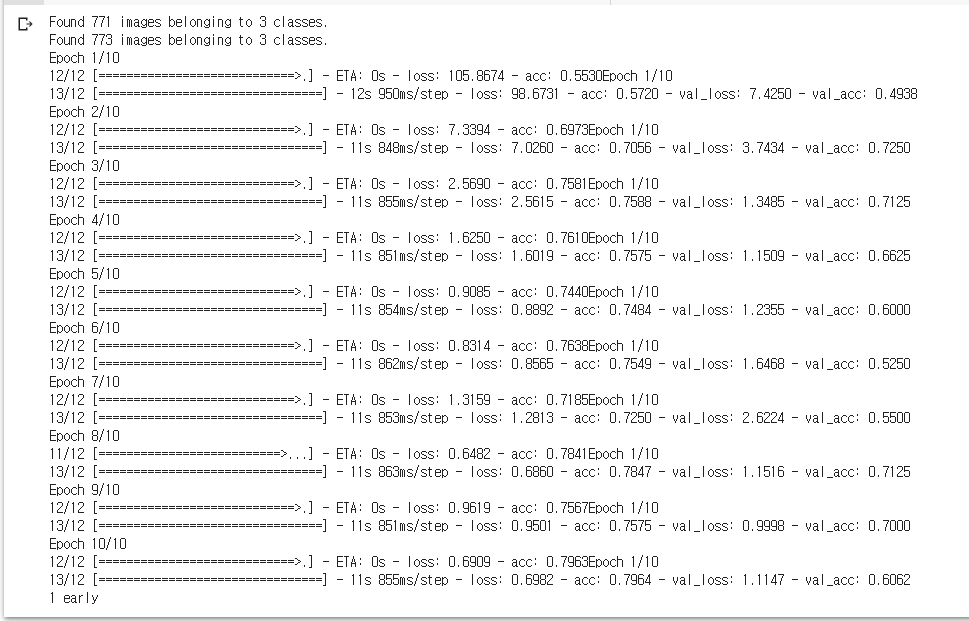 Found 771 images belonging to 3 classes.
Found 773 images belonging to 3 classes.
Epoch 1/10
12/12 [============================>.] - ETA: 0s - loss: 105.8674 - acc: 0.5530Epoch 1/10
13/12 [================================] - 12s 950ms/step - loss: 98.6731 - acc: 0.5720 - val_loss: 7.4250 - val_acc: 0.4938
Epoch 2/10
12/12 [============================>.] - ETA: 0s - loss: 7.3394 - acc: 0.6973Epoch 1/10
13/12 [================================] - 11s 848ms/step - loss: 7.0260 - acc: 0.7056 - val_loss: 3.7434 - val_acc: 0.7250
Epoch 3/10
12/12 [============================>.] - ETA: 0s - loss: 2.5690 - acc: 0.7581Epoch 1/10
13/12 [================================] - 11s 855ms/step - loss: 2.5615 - acc: 0.7588 - val_loss: 1.3485 - val_acc: 0.7125
Epoch 4/10
12/12 [============================>.] - ETA: 0s - loss: 1.6250 - acc: 0.7610Epoch 1/10
13/12 [================================] - 11s 851ms/step - loss: 1.6019 - acc: 0.7575 - val_loss: 1.1509 - val_acc: 0.6625
Epoch 5/10
12/12 [============================>.] - ETA: 0s - loss: 0.9085 - acc: 0.7440Epoch 1/10
13/12 [================================] - 11s 854ms/step - loss: 0.8892 - acc: 0.7484 - val_loss: 1.2355 - val_acc: 0.6000
Epoch 6/10
12/12 [============================>.] - ETA: 0s - loss: 0.8314 - acc: 0.7638Epoch 1/10
13/12 [================================] - 11s 862ms/step - loss: 0.8565 - acc: 0.7549 - val_loss: 1.6468 - val_acc: 0.5250
Epoch 7/10
12/12 [============================>.] - ETA: 0s - loss: 1.3159 - acc: 0.7185Epoch 1/10
13/12 [================================] - 11s 853ms/step - loss: 1.2813 - acc: 0.7250 - val_loss: 2.6224 - val_acc: 0.5500
Epoch 8/10
11/12 [==========================>...] - ETA: 0s - loss: 0.6482 - acc: 0.7841Epoch 1/10
13/12 [================================] - 11s 863ms/step - loss: 0.6860 - acc: 0.7847 - val_loss: 1.1516 - val_acc: 0.7125
Epoch 9/10
12/12 [============================>.] - ETA: 0s - loss: 0.9619 - acc: 0.7567Epoch 1/10
13/12 [================================] - 11s 851ms/step - loss: 0.9501 - acc: 0.7575 - val_loss: 0.9998 - val_acc: 0.7000
Epoch 10/10
12/12 [============================>.] - ETA: 0s - loss: 0.6909 - acc: 0.7963Epoch 1/10
13/12 [================================] - 11s 855ms/step - loss: 0.6982 - acc: 0.7964 - val_loss: 1.1147 - val_acc: 0.6062
1 early